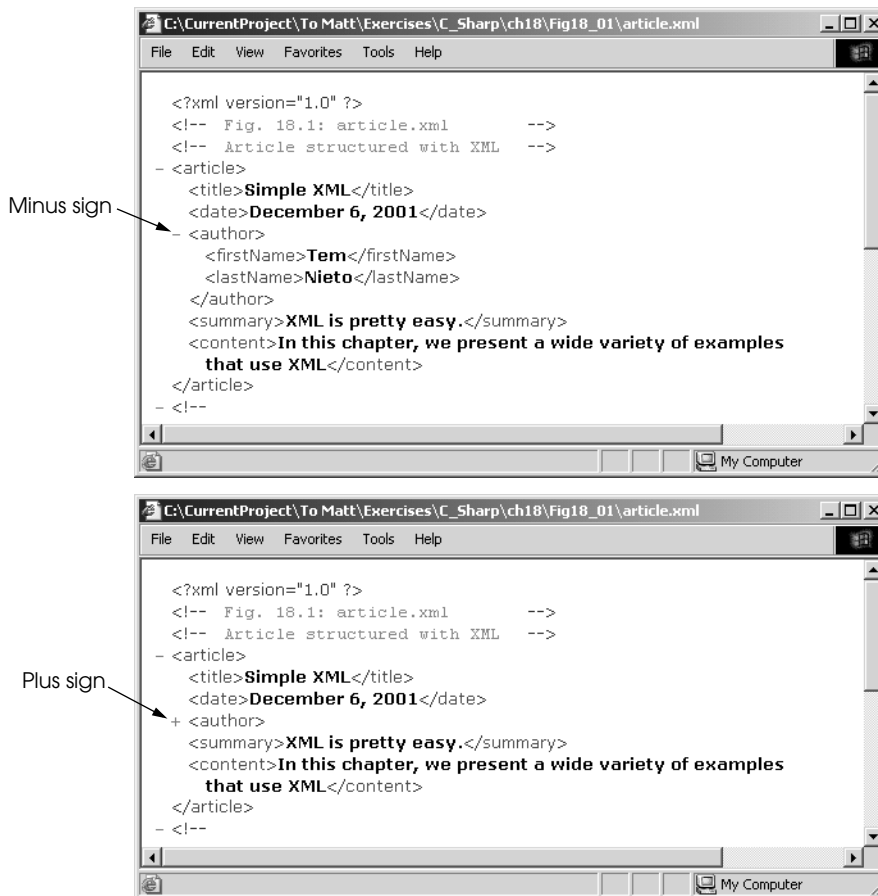 C:\CurrentProject\To Matt\Exercises\C_Sharp\ch18\Fig18_01\article.xml
File Edit View Favorites Tools Help
<?xml version="1.0" ?>
<!-- Fig. 18.1: article.xml -->
<!-- Article structured with XML -->
- <article>
<title>Simple XML</title>
<date>December 6, 2001</date>
Minus sign
- <author>
<firstName>Tem</firstName>
<lastName>Nieto</lastName>
</author>
<summary>XML is pretty easy.</summary>
<content>In this chapter, we present a wide variety of examples
that use XML</content>
</article>
- <!--
My Computer
C:\CurrentProject\To Matt\Exercises\C_Sharp\ch18\Fig18_01\article.xml
File Edit View Favorites Tools Help
<?xml version="1.0" ?>
<!-- Fig. 18.1: article.xml -->
<!-- Article structured with XML -->
- <article>
<title>Simple XML</title>
Plus sign
<date>December 6, 2001</date>
+ <author>
<summary>XML is pretty easy.</summary>
<content>In this chapter, we present a wide variety of examples
that use XML</content>
</article>
- <!--
My Computer